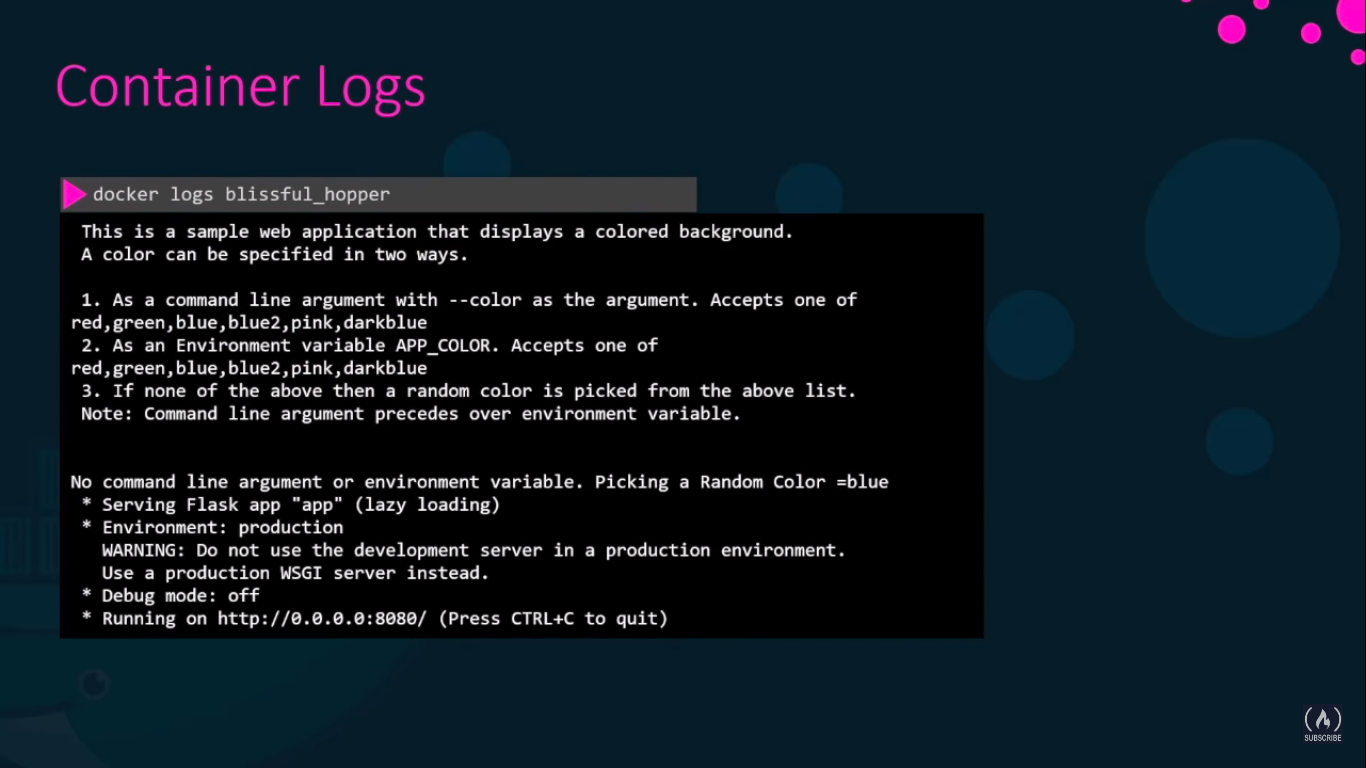 Container Logs
docker logs blissful_hopper
This is a sample web application that displays a colored background.
A color can be specified in two ways.
1. As a command line argument with --color as the argument. Accepts one of
red,green,blue,blue2,pink,darkblue
2. As an Environment variable APP_COLOR. Accepts one of
red,green,blue,blue2,pink,darkblue
3. If none of the above then a random color is picked from the above list.
Note: Command line argument precedes over environment variable.
No command line argument or environment variable. Picking a Random Color =blue
* Serving Flask app "app" (lazy loading)
* Environment: production
WARNING: Do not use the development server in a production environment.
Use a production WSGI server instead.
* Debug mode: off
* Running on http://0.0.0.0:8080/ (Press CTRL+C to quit)
SUBSCRIBE